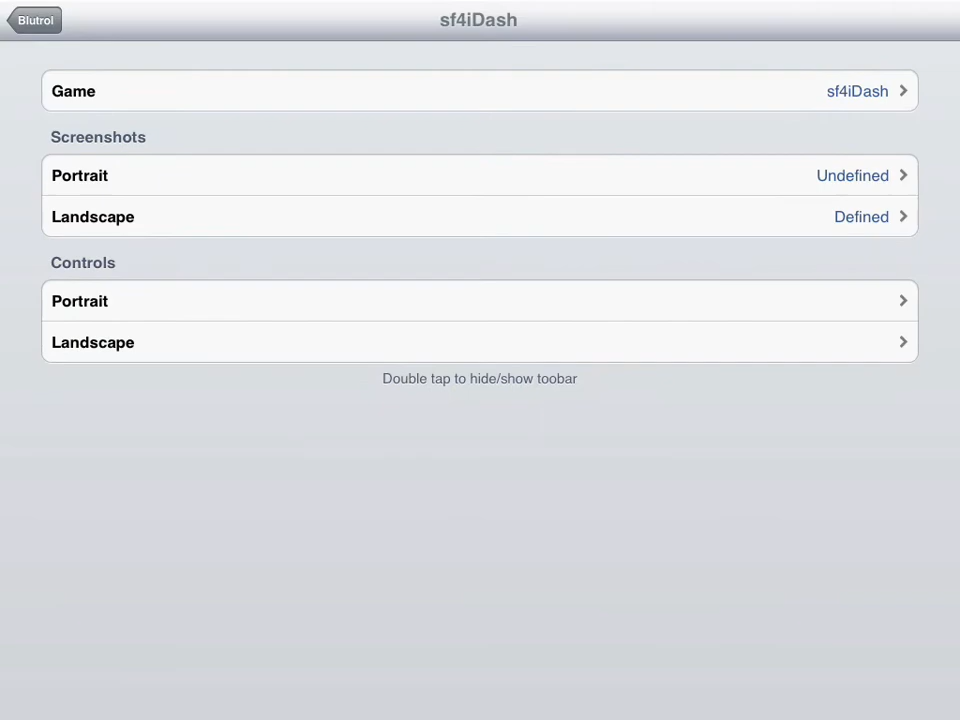 Blutrol
sf4iDash
Game sf4iDash
Screenshots
Portrait Undefined
Landscape Defined
Controls
Portrait
Landscape
Double tap to hide/show toobar